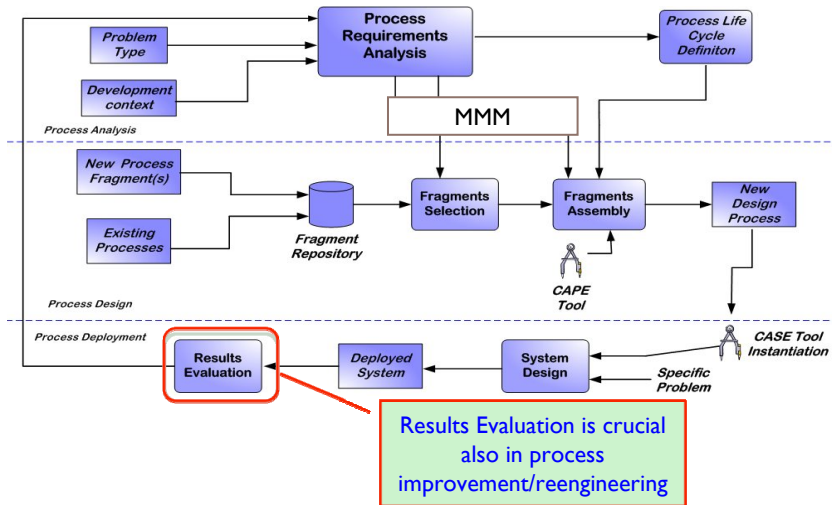 Process
Requirements
Analysis
Process Life
Cycle
Definiton
Problem
Type
Development
context
MMM
Process Analysis
New Process
Fragment(s)
Existing
Processes
Fragment
Repository
Fragments
Selection
Fragments
Assembly
New
Design
Process
CAPE
Tool
Process Design
Process Deployment
Results
Evaluation
Deployed
System
System
Design
CASE Tool
Instantiation
Specific
Problem
Results Evaluation is crucial
also in process
improvement/reengineering